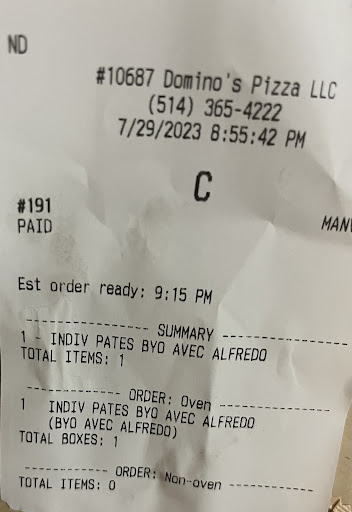 ND
#10687 Domino's Pizza LLC
(514) 365-4222
7/29/2023 8:55:42 PM
C
#191
PAID
MAN
Est order ready: 9:15 PM
--------------- SUMMARY ---------------
1 - INDIV PATES BYO AVEC ALFREDO
TOTAL ITEMS: 1
------------ ORDER: Oven --------------
1 INDIV PATES BYO AVEC ALFREDO
(BYO AVEC ALFREDO)
TOTAL BOXES: 1
------------ ORDER: Non-oven ------------
TOTAL ITEMS: 0